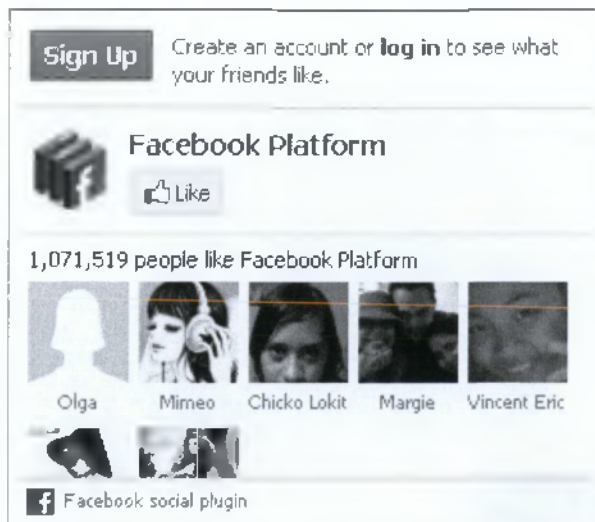 Sign Up
Create an account or log in to see what
your friends like.
Facebook Platform
Like
1,071,519 people like Facebook Platform
Olga Mimeo Chicko Lokit Margie Vincent Eric
f Facebook social plugin